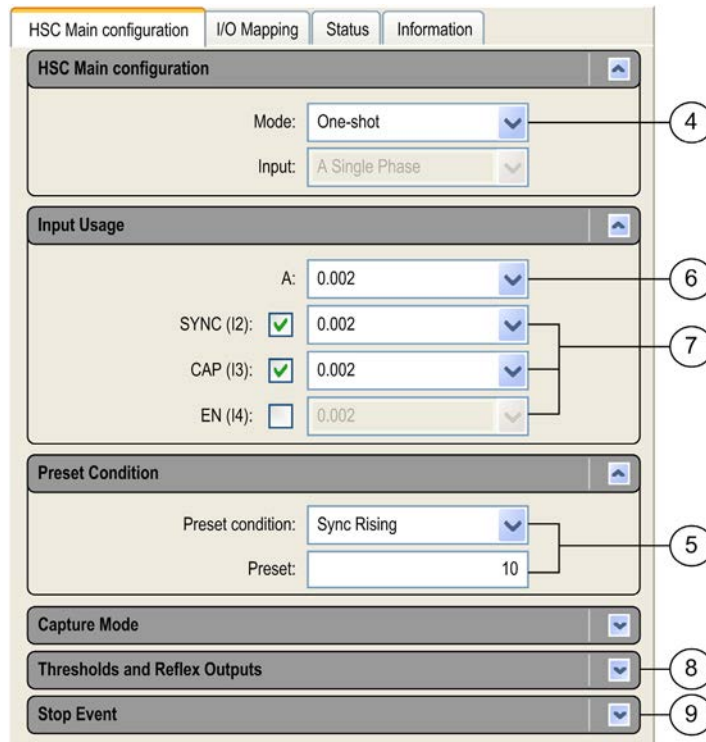 HSC Main configuration I/O Mapping Status Information
HSC Main configuration
Mode: One-shot 4
Input: A Single Phase
Input Usage
A: 0.002 6
SYNC (I2): 0.002
7
CAP (I3): 0.002
EN (I4): 0.002
Preset Condition
Preset condition: Sync Rising
5
Preset: 10
Capture Mode
Thresholds and Reflex Outputs 8
Stop Event 9